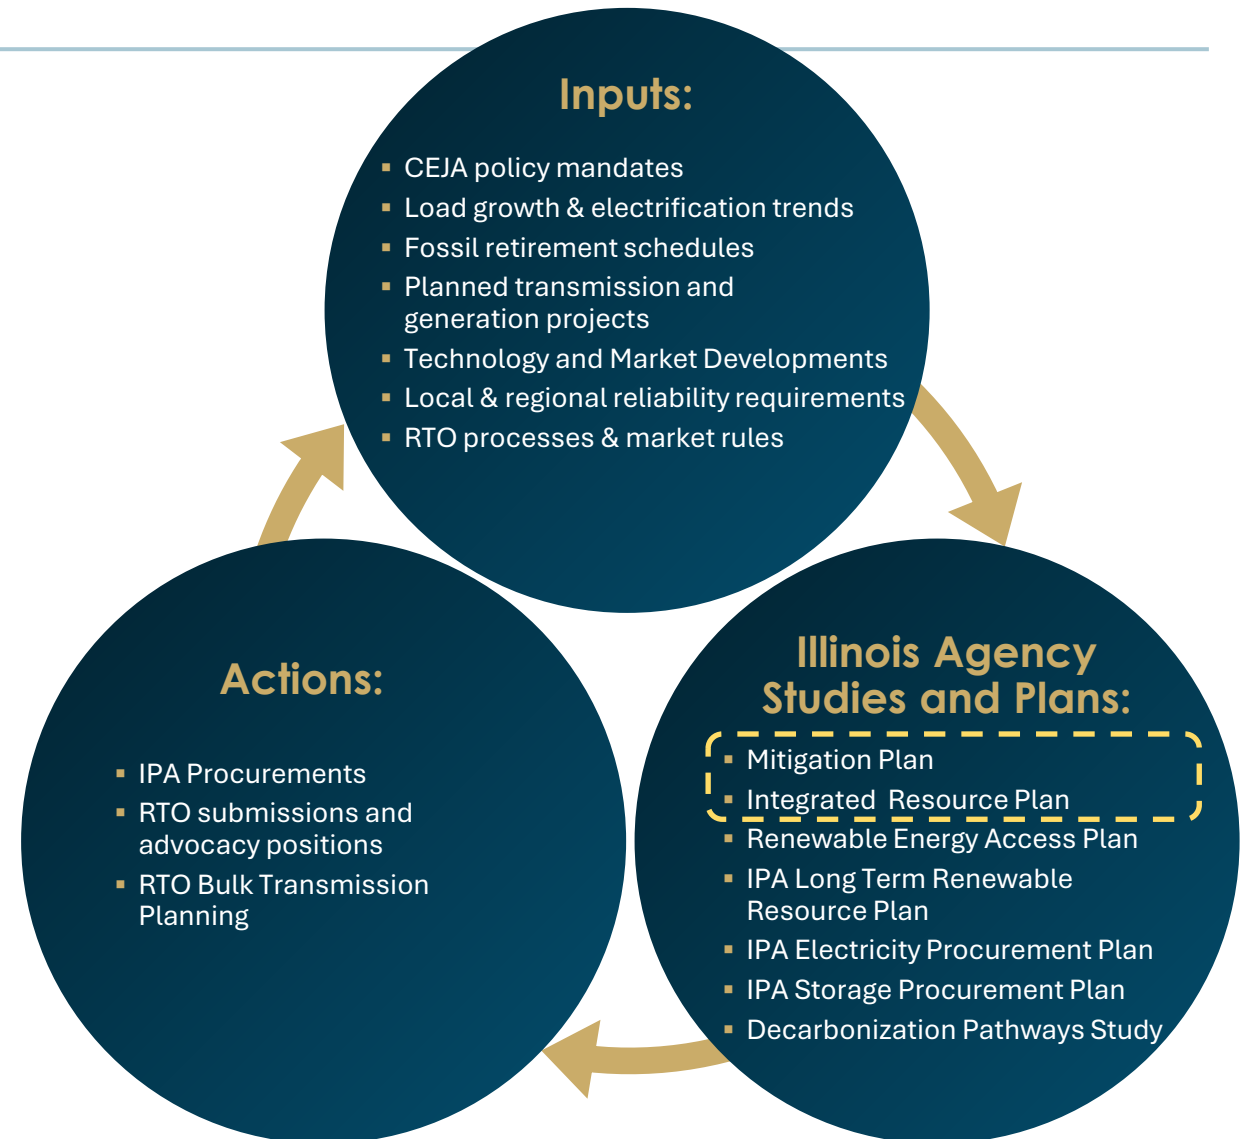 Inputs:
▪ CEJA policy mandates
▪ Load growth & electrification trends
▪ Fossil retirement schedules
▪ Planned transmission and
generation projects
▪ Technology and Market Developments
▪ Local & regional reliability requirements
▪ RTO processes & market rules
Illinois Agency
Studies and Plans:
▪ Mitigation Plan
▪ Integrated Resource Plan
▪ Renewable Energy Access Plan
▪ IPA Long Term Renewable
Resource Plan
▪ IPA Electricity Procurement Plan
▪ IPA Storage Procurement Plan
▪ Decarbonization Pathways Study
Actions:
▪ IPA Procurements
▪ RTO submissions and
advocacy positions
▪ RTO Bulk Transmission
Planning